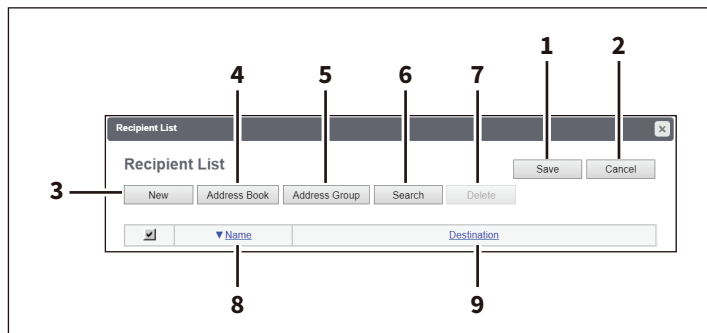 1 2
4 5 6 7
Recipient List
Recipient List
Save Cancel
3 New Address Book Address Group Search Delete
▼Name Destination
8 9